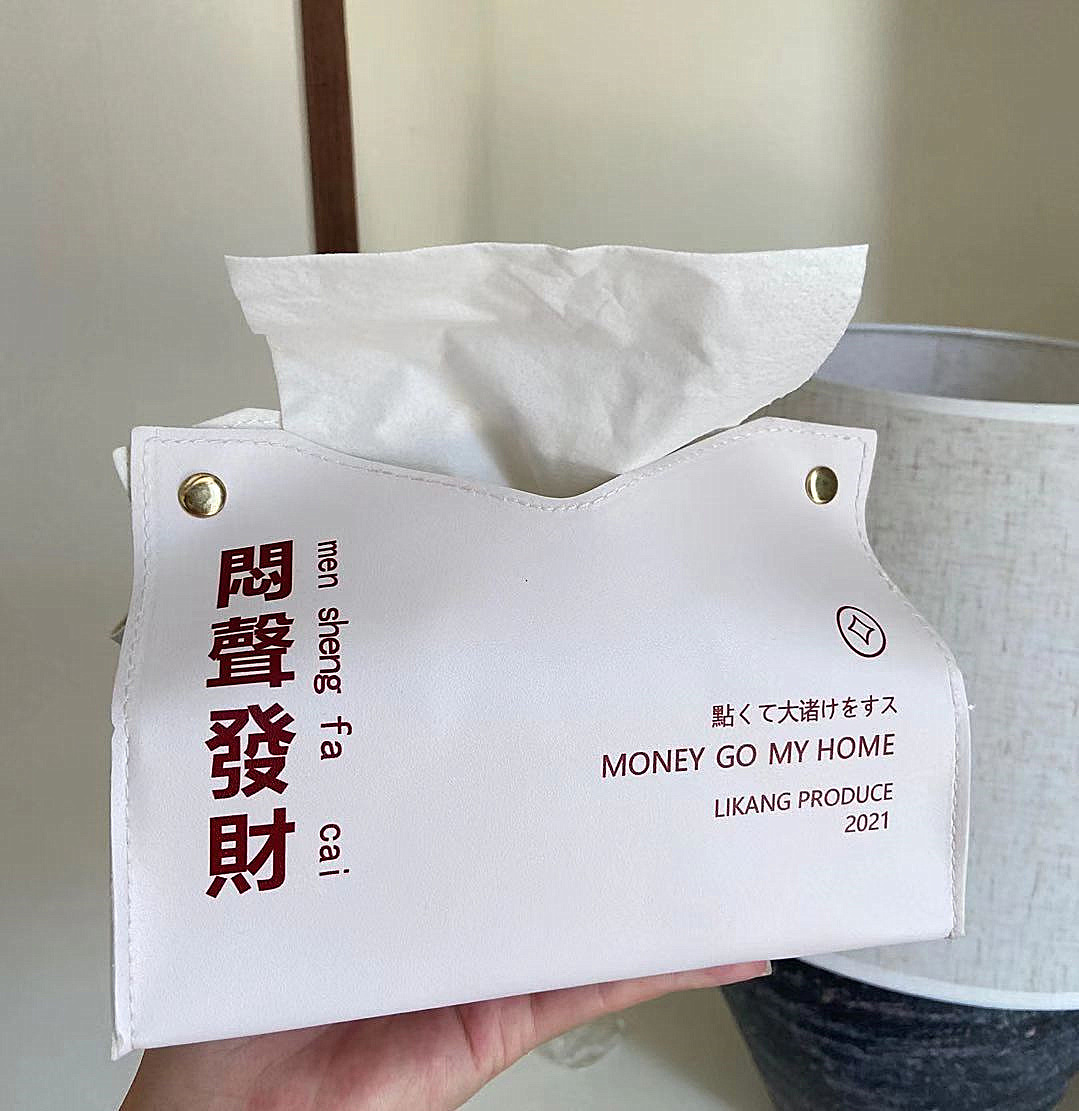 悶聲發財
men sheng fa cai
點くて大诸けをすス
MONEY GO MY HOME
LIKANG PRODUCE
2021